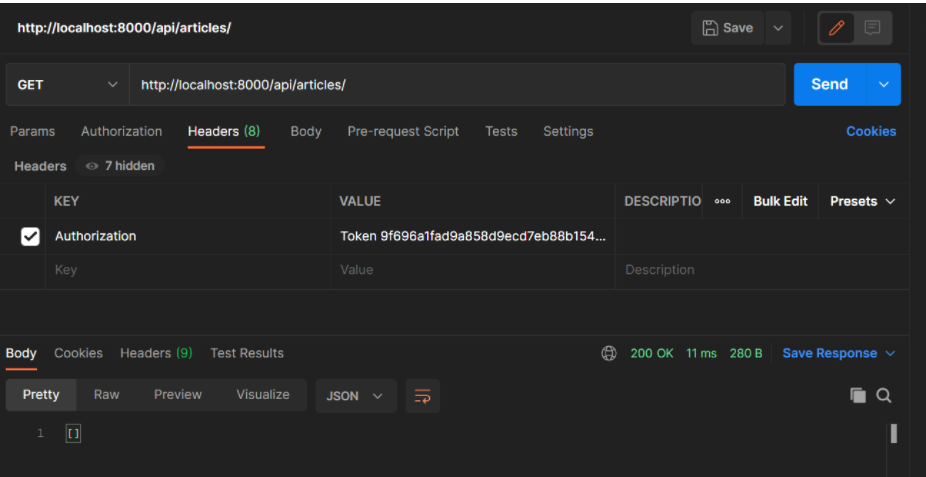 http://localhost:8000/api/articles/ Save
GET http://localhost:8000/api/articles/ Send
Params Authorization Headers (8) Body Pre-request Script Tests Settings Cookies
Headers 7 hidden
KEY VALUE DESCRIPTIO Bulk Edit Presets
Authorization Token 9f696a1fad9a858d9ecd7eb88b154...
Key Value Description
Body Cookies Headers (9) Test Results 200 OK 11 ms 280 B Save Response
Pretty Raw Preview Visualize JSON
1 []